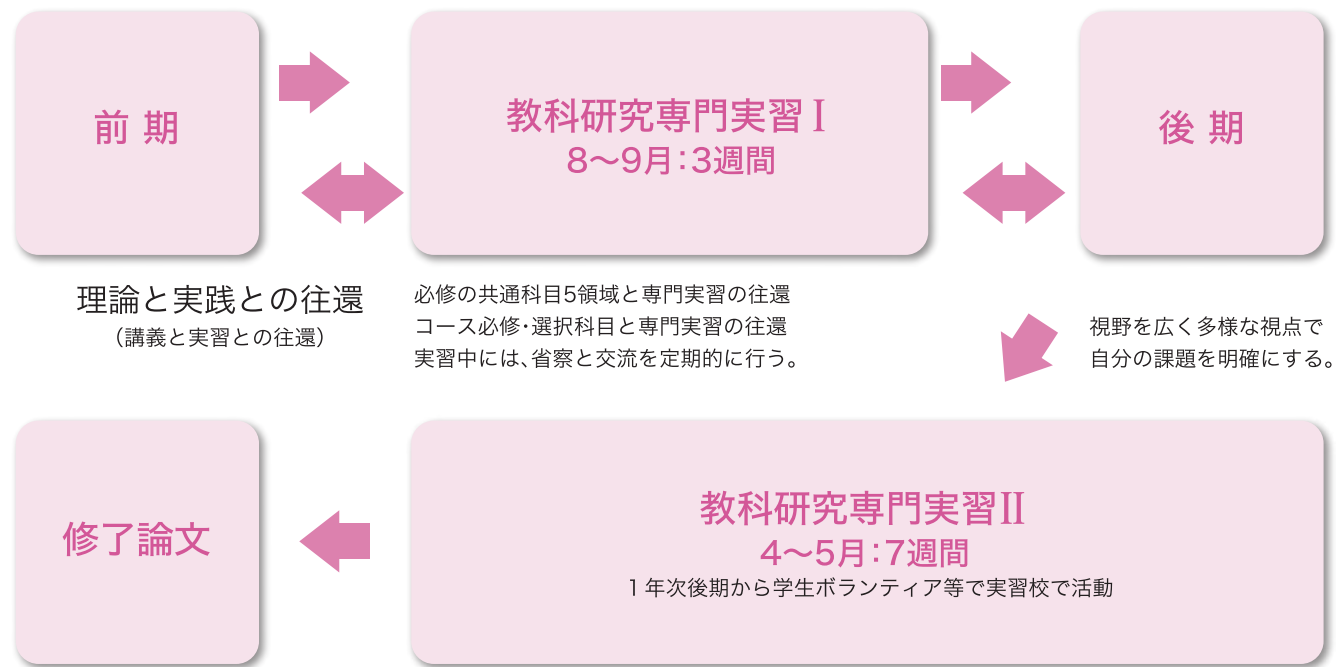 前 期
教科研究専門実習Ⅰ
8〜9月:3週間
後 期
理論と実践との往還
（講義と実習との往還）
必修の共通科目5領域と専門実習の往還
コース必修･選択科目と専門実習の往還
実習中には､省察と交流を定期的に行う。
視野を広く多様な視点で
自分の課題を明確にする。
修了論文
教科研究専門実習Ⅱ
4〜5月:7週間
1年次後期から学生ボランティア等で実習校で活動